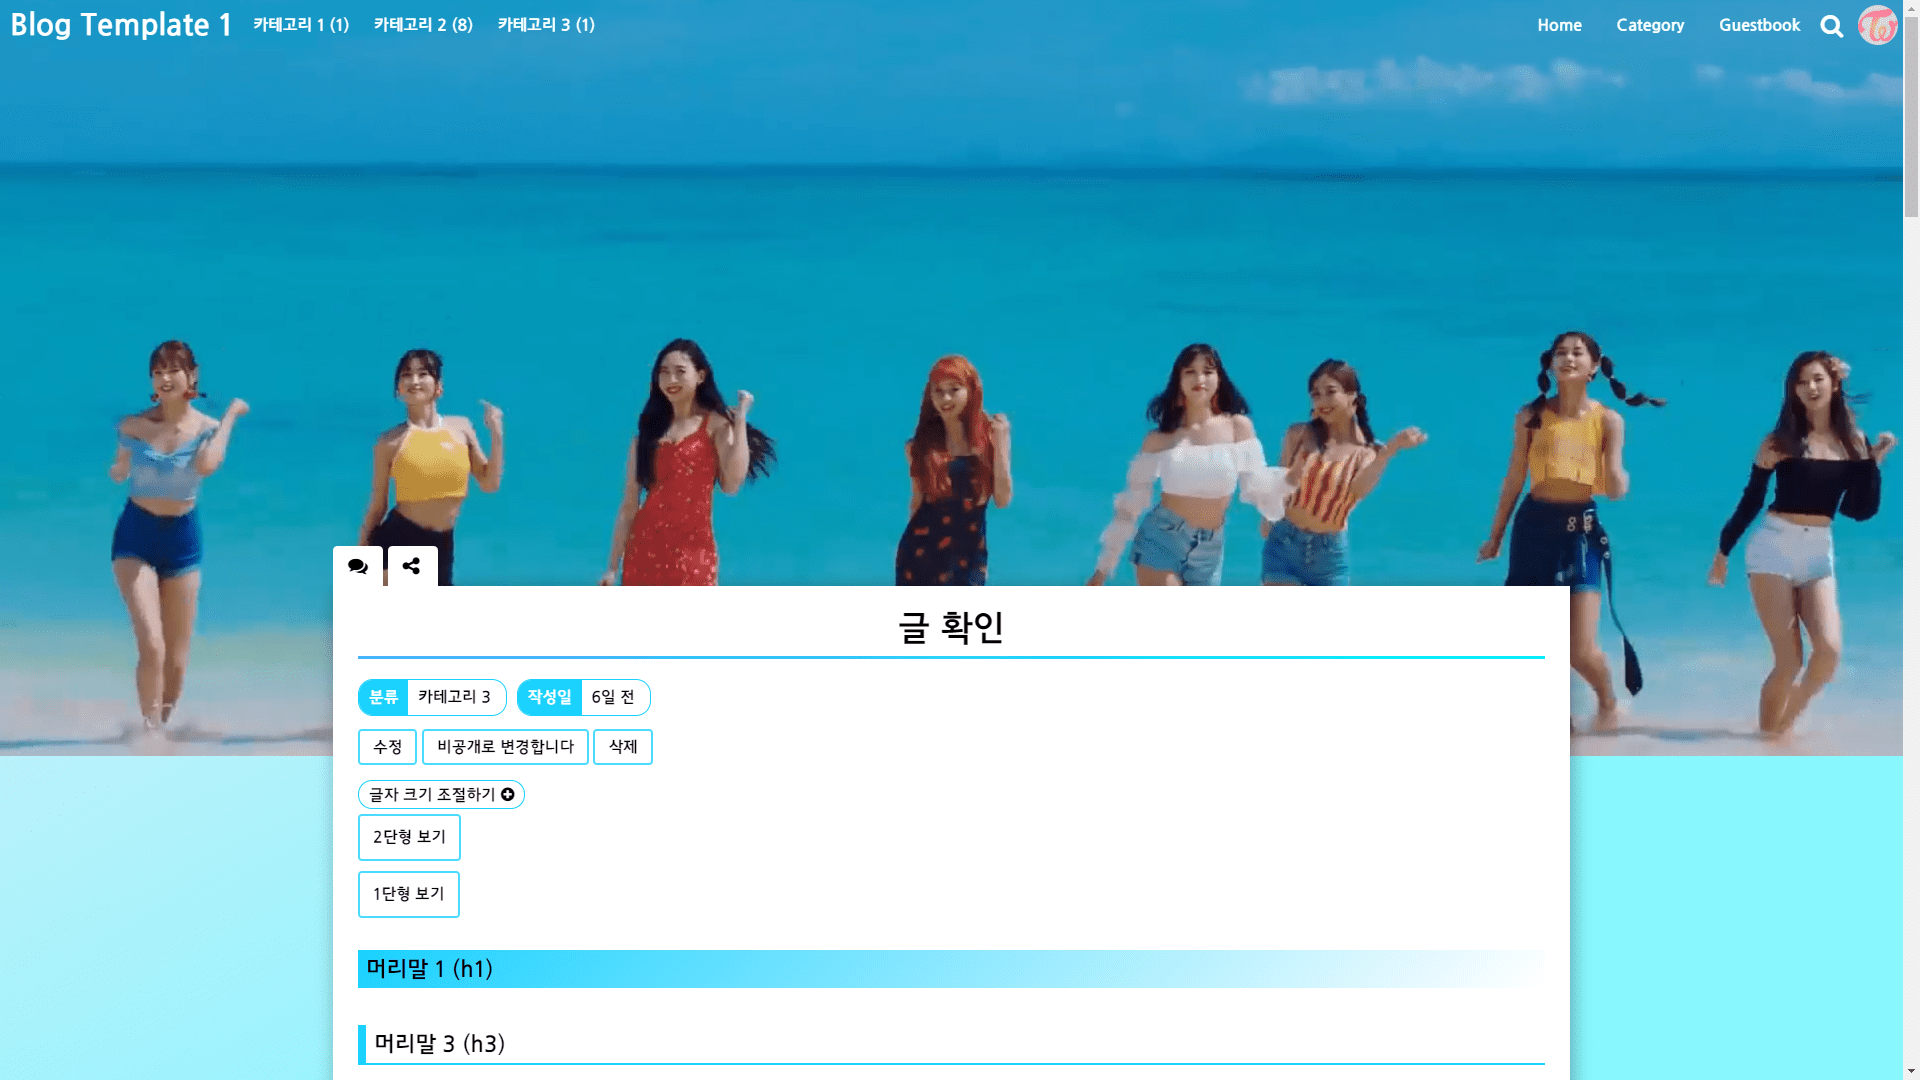 Blog Template 1 카테고리 1 (1) 카테고리 2 (8) 카테고리 3 (1) Home Category Guestbook
글 확인
분류 카테고리 3 작성일 6일 전
수정 비공개로 변경합니다 삭제
글자 크기 조절하기
2단형 보기
1단형 보기
머리말 1 (h1)
머리말 3 (h3)